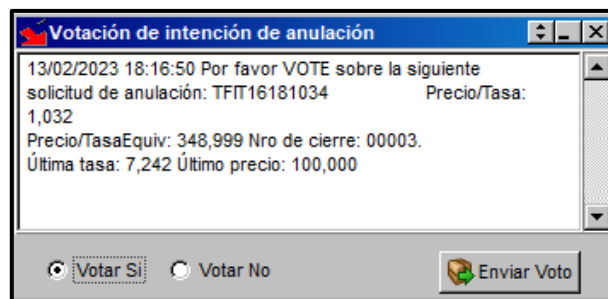 Votación de intención de anulación
13/02/2023 18:16:50 Por favor VOTE sobre la siguiente
solicitud de anulación: TFIT16181034 Precio/Tasa:
1,032
Precio/TasaEquiv: 348,999 Nro de cierre: 00003.
Última tasa: 7,242 Último precio: 100,000
Votar Si Votar No Enviar Voto